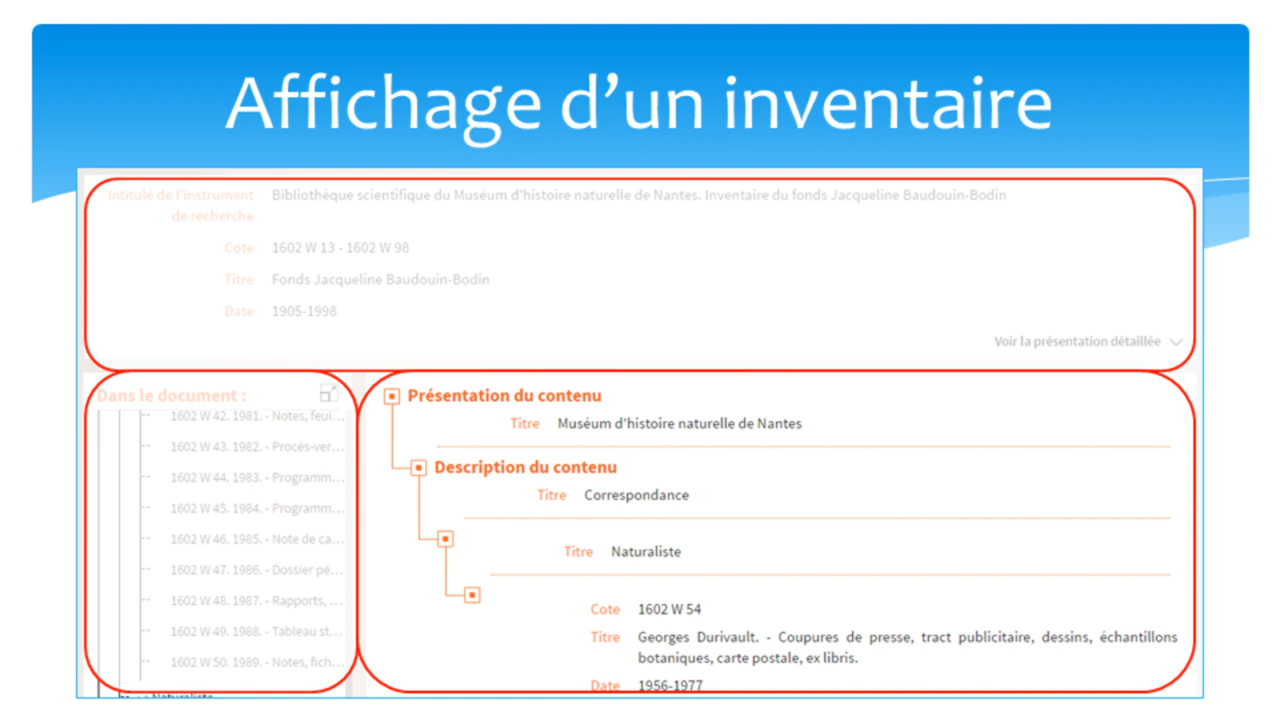 Affichage d’un inventaire
Intitulé de l'instrument de recherche Bibliothèque scientifique du Muséum d'histoire naturelle de Nantes. Inventaire du fonds Jacqueline Baudouin-Bodin
Cote 1602 W 13 - 1602 W 98
Titre Fonds Jacqueline Baudouin-Bodin
Date 1905-1998
Voir la présentation détaillée
Dans le document :
1602 W 42. 1981. - Notes, feui...
1602 W 43. 1982. - Procès-ver...
1602 W 44. 1983. - Programm...
1602 W 45. 1984. - Programm...
1602 W 46. 1985. - Note de ca...
1602 W 47. 1986. - Dossier pé...
1602 W 48. 1987. - Rapports, ...
1602 W 49. 1988. - Tableau st...
1602 W 50. 1989. - Notes, fich...
Naturaliste
Présentation du contenu
Titre Muséum d'histoire naturelle de Nantes
Description du contenu
Titre Correspondance
Titre Naturaliste
Cote 1602 W 54
Titre Georges Durivault. - Coupures de presse, tract publicitaire, dessins, échantillons
botaniques, carte postale, ex libris.
Date 1956-1977